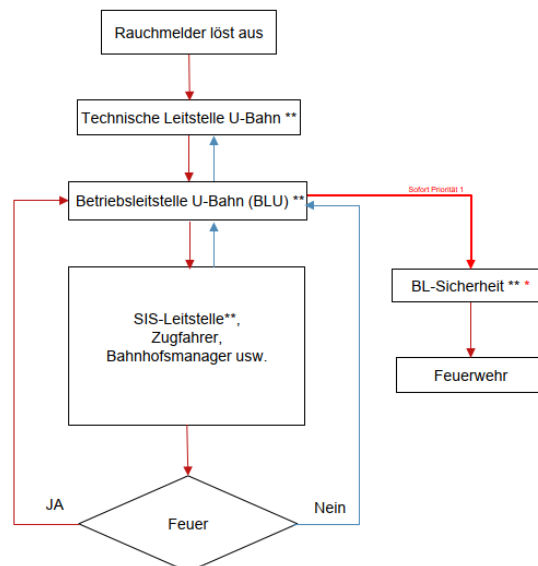 Rauchmelder löst aus
Technische Leitstelle U-Bahn **
Betriebsleitstelle U-Bahn (BLU) **
Sofort Priorität 1
BL-Sicherheit ** *
SIS-Leitstelle**,
Zugfahrer,
Bahnhofsmanager usw.
Feuerwehr
JA
Nein
Feuer